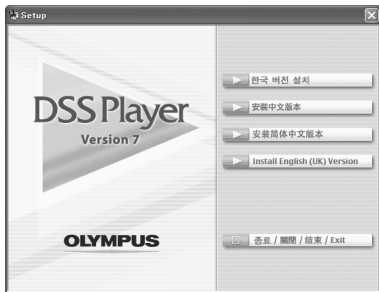 Setup
DSS Player
Version 7
OLYMPUS
한국 버전 설치
安裝中文版本
安装简体中文版本
Install English (UK) Version
종료 / 關閉 / 结束 / Exit